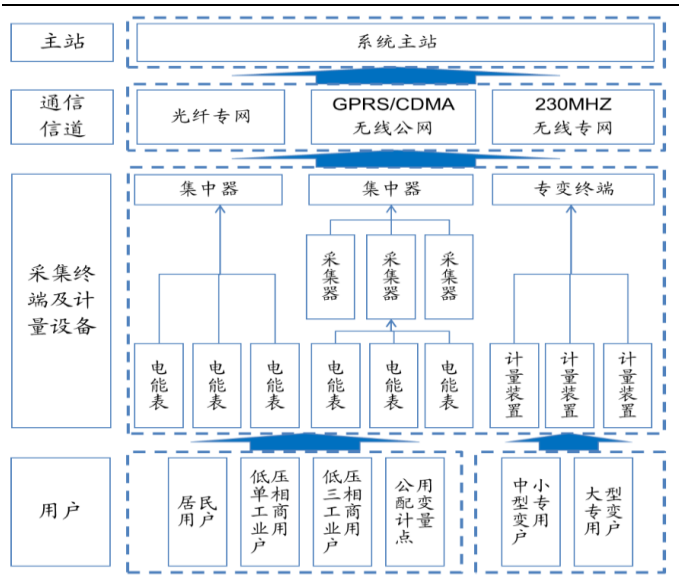 主站
系统主站
通信
信道
光纤专网
GPRS/CDMA
无线公网
230MHZ
无线专网
采集终
端及计
量设备
集中器
集中器
专变终端
采集器
采集器
采集器
电能表
电能表
电能表
电能表
电能表
电能表
计量装置
计量装置
计量装置
用户
居民
用户
低压
单相
工商
业用
户
低压
三相
工商
业用
户
公用
配变
计量
点
中小
型专
变用
户
大型
专变
用户